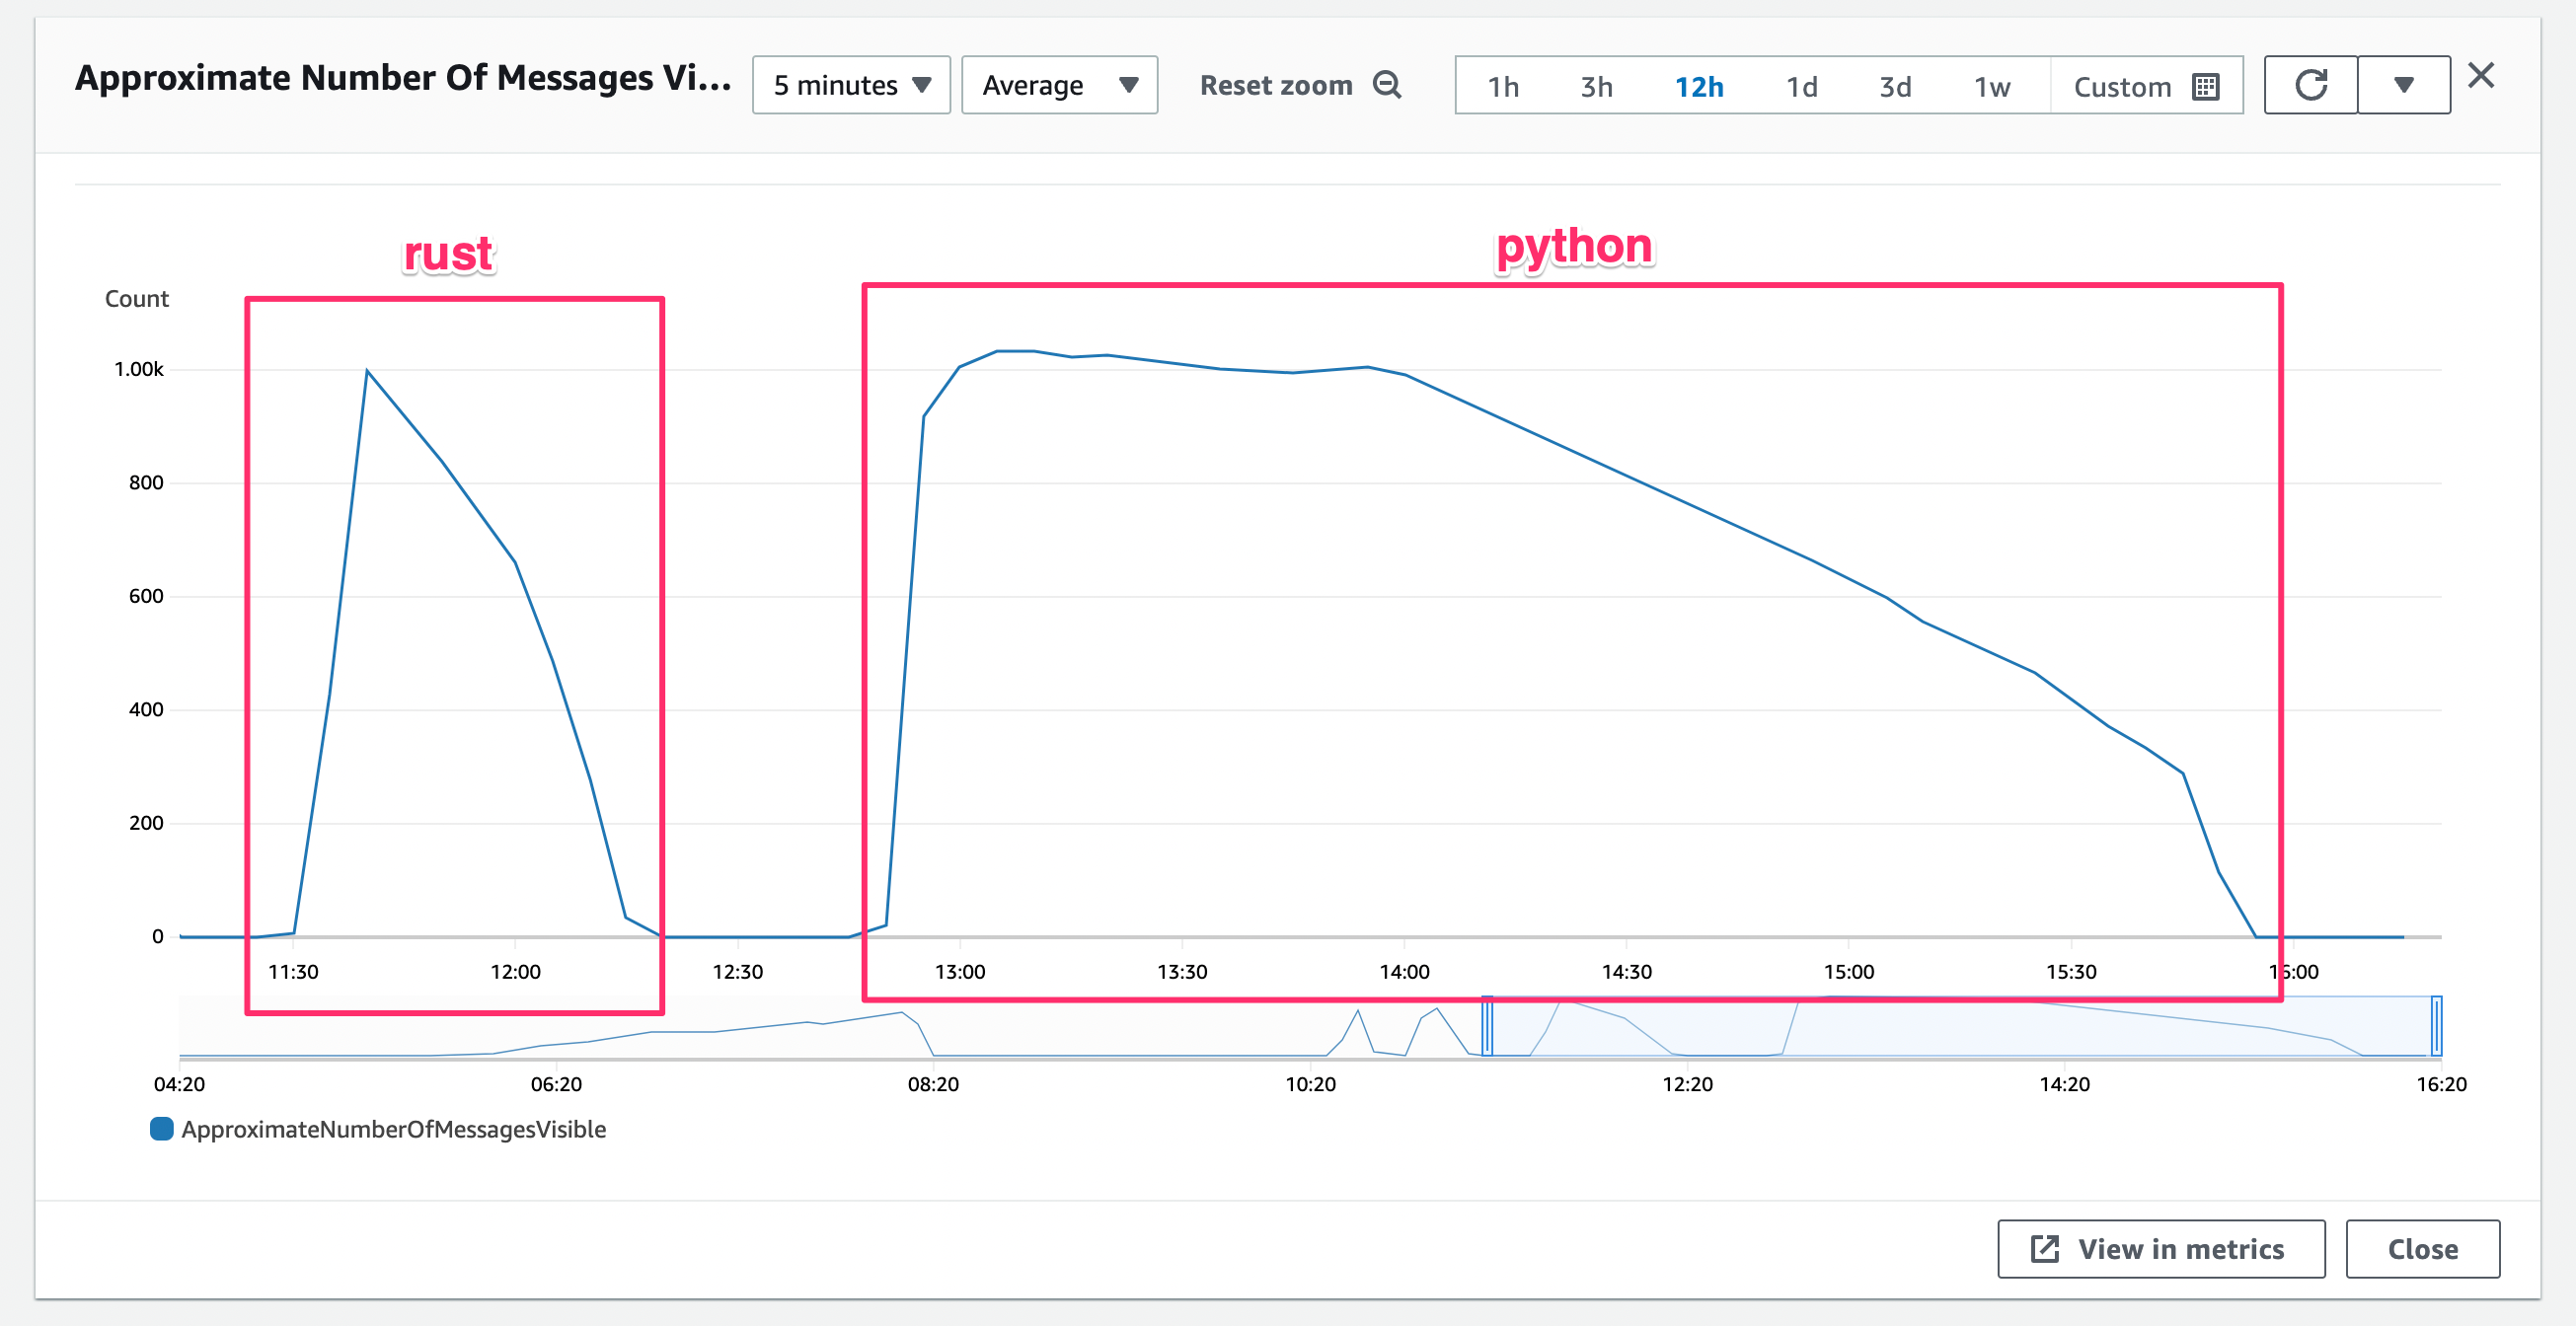 Approximate Number Of Messages Vi... 5 minutes Average Reset zoom 1h 3h 12h 1d 3d 1w Custom
rust
python
Count
1.00k
800
600
400
200
0
11:30 12:00 12:30 13:00 13:30 14:00 14:30 15:00 15:30 16:00
04:20 06:20 08:20 10:20 12:20 14:20 16:20
ApproximateNumberOfMessagesVisible
View in metrics Close